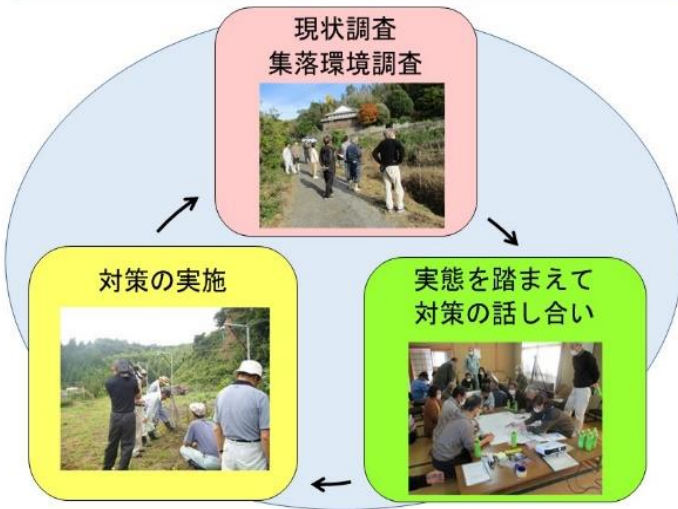 現状調査
集落環境調査
実態を踏まえて
対策の話し合い
対策の実施